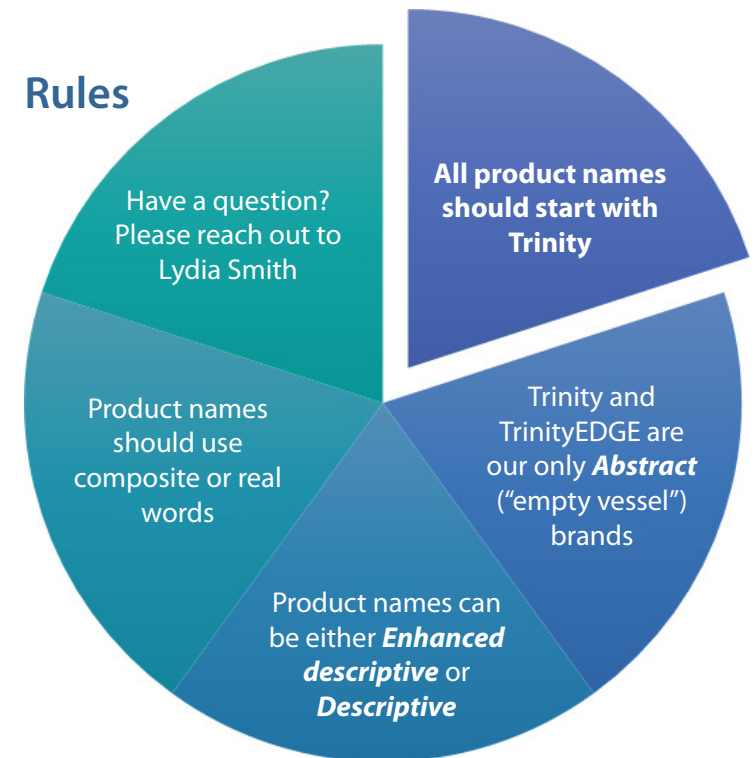 Rules
All product names
should start with
Trinity
Trinity and
TrinityEDGE are
our only Abstract
(“empty vessel”)
brands
Product names can
be either Enhanced
descriptive or
Descriptive
Product names
should use
composite or real
words
Have a question?
Please reach out to
Lydia Smith